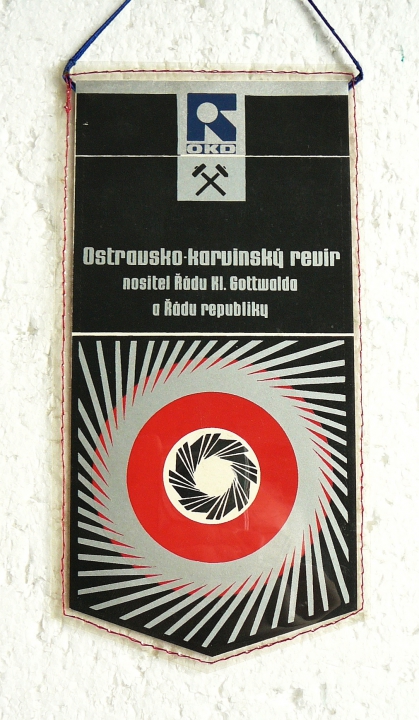 OKD
Ostravsko-karvinský revír
nositel Řádu Kl. Gottwalda
a Řádu republiky